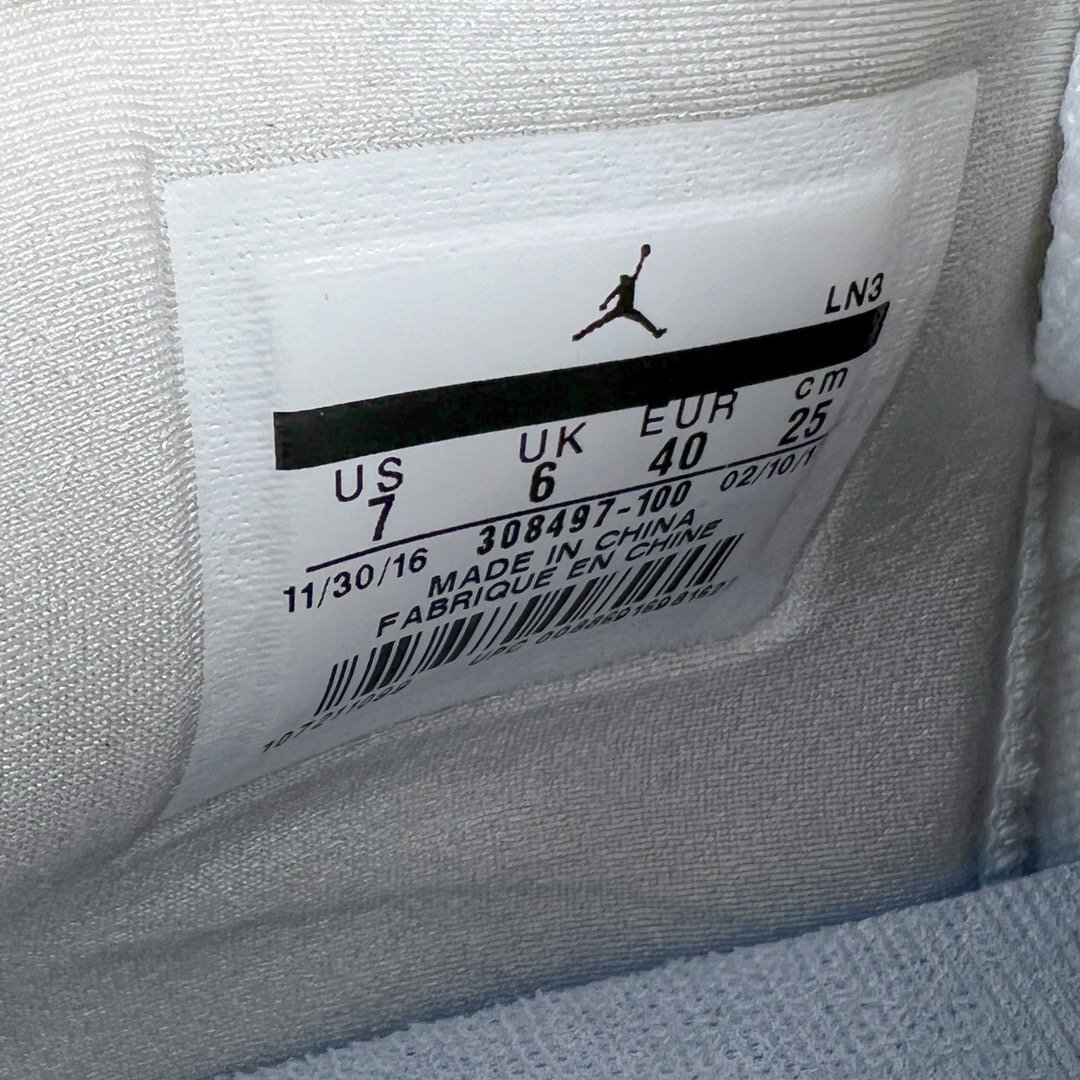 LN3
US UK EUR cm
7 6 40 25
11/30/16 308497-100 02/10/1
MADE IN CHINA
FABRIQUE EN CHINE
UPC